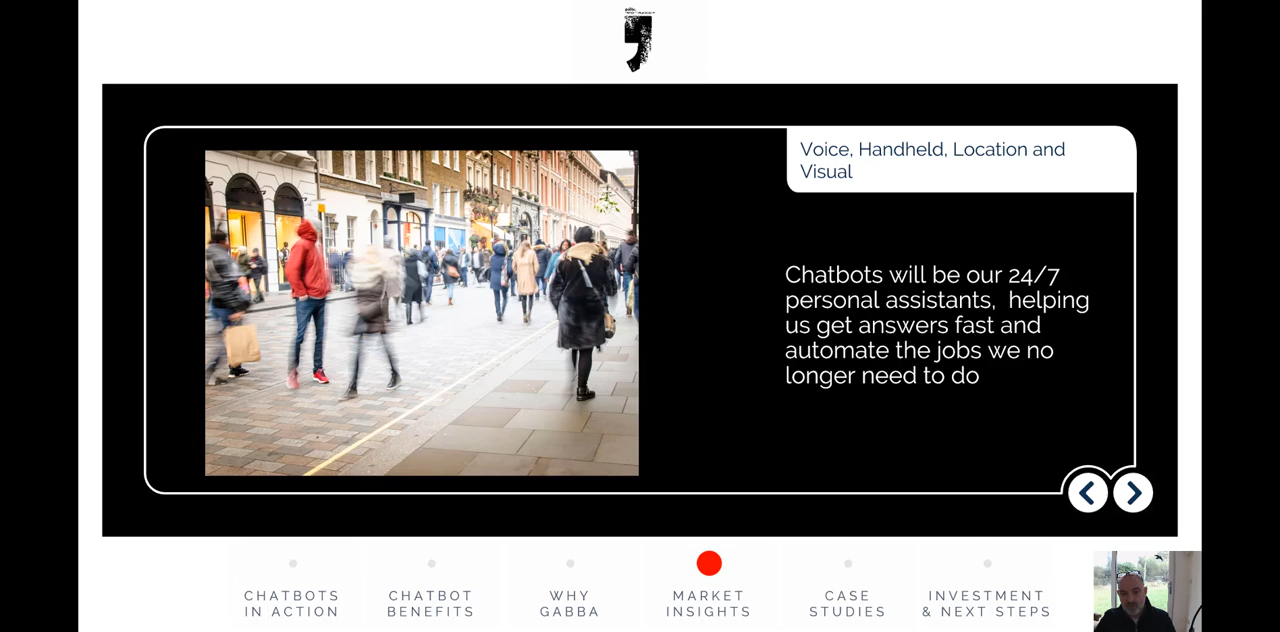 Voice, Handheld, Location and
Visual
Chatbots will be our 24/7
personal assistants,  helping
us get answers fast and
automate the jobs we no
longer need to do
CHATBOTS
IN ACTION
CHATBOT
BENEFITS
WHY
GABBA
MARKET
INSIGHTS
CASE
STUDIES
INVESTMENT
& NEXT STEPS